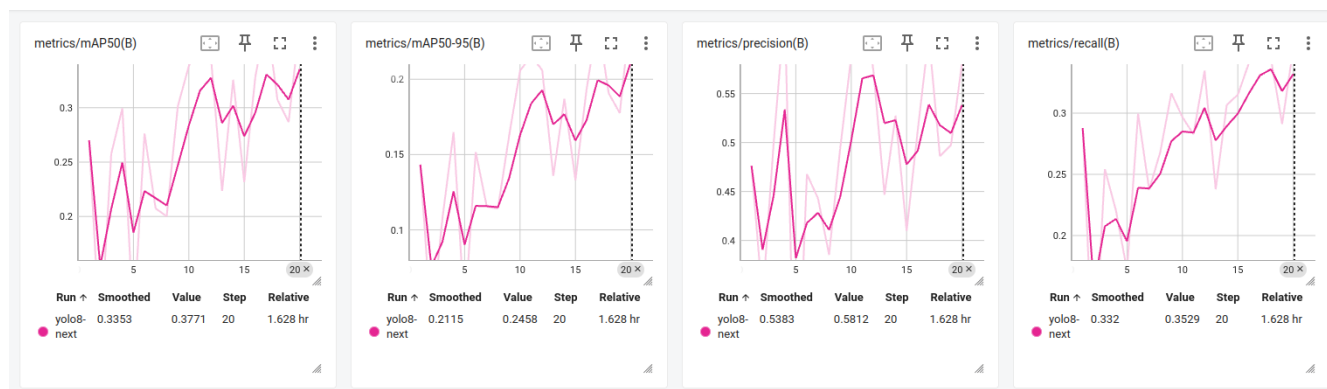 metrics/mAP50(B)
0.3
0.25
0.2
5 10 15 20 ×
Run ↑ Smoothed Value Step Relative
yolo8- 0.3353 0.3771 20 1.628 hr
next
metrics/mAP50-95(B)
0.2
0.15
0.1
5 10 15 20 ×
Run ↑ Smoothed Value Step Relative
yolo8- 0.2115 0.2458 20 1.628 hr
next
metrics/precision(B)
0.55
0.5
0.45
0.4
5 10 15 20 ×
Run ↑ Smoothed Value Step Relative
yolo8- 0.5383 0.5812 20 1.628 hr
next
metrics/recall(B)
0.3
0.25
0.2
5 10 15 20 ×
Run ↑ Smoothed Value Step Relative
yolo8- 0.332 0.3529 20 1.628 hr
next